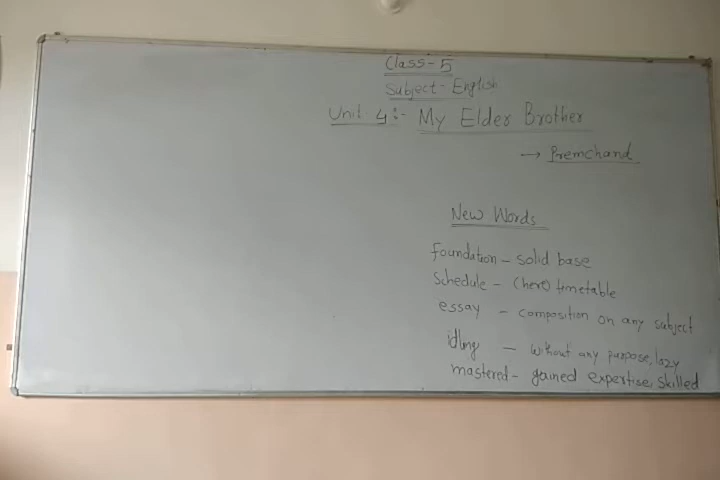 Class-5
Subject-English
Unit 4:- My Elder Brother
→ Premchand
New Words
Foundation - solid base
Schedule - (here) timetable
essay - composition on any subject
idling - without any purpose, lazy
mastered - gained expertise, skilled